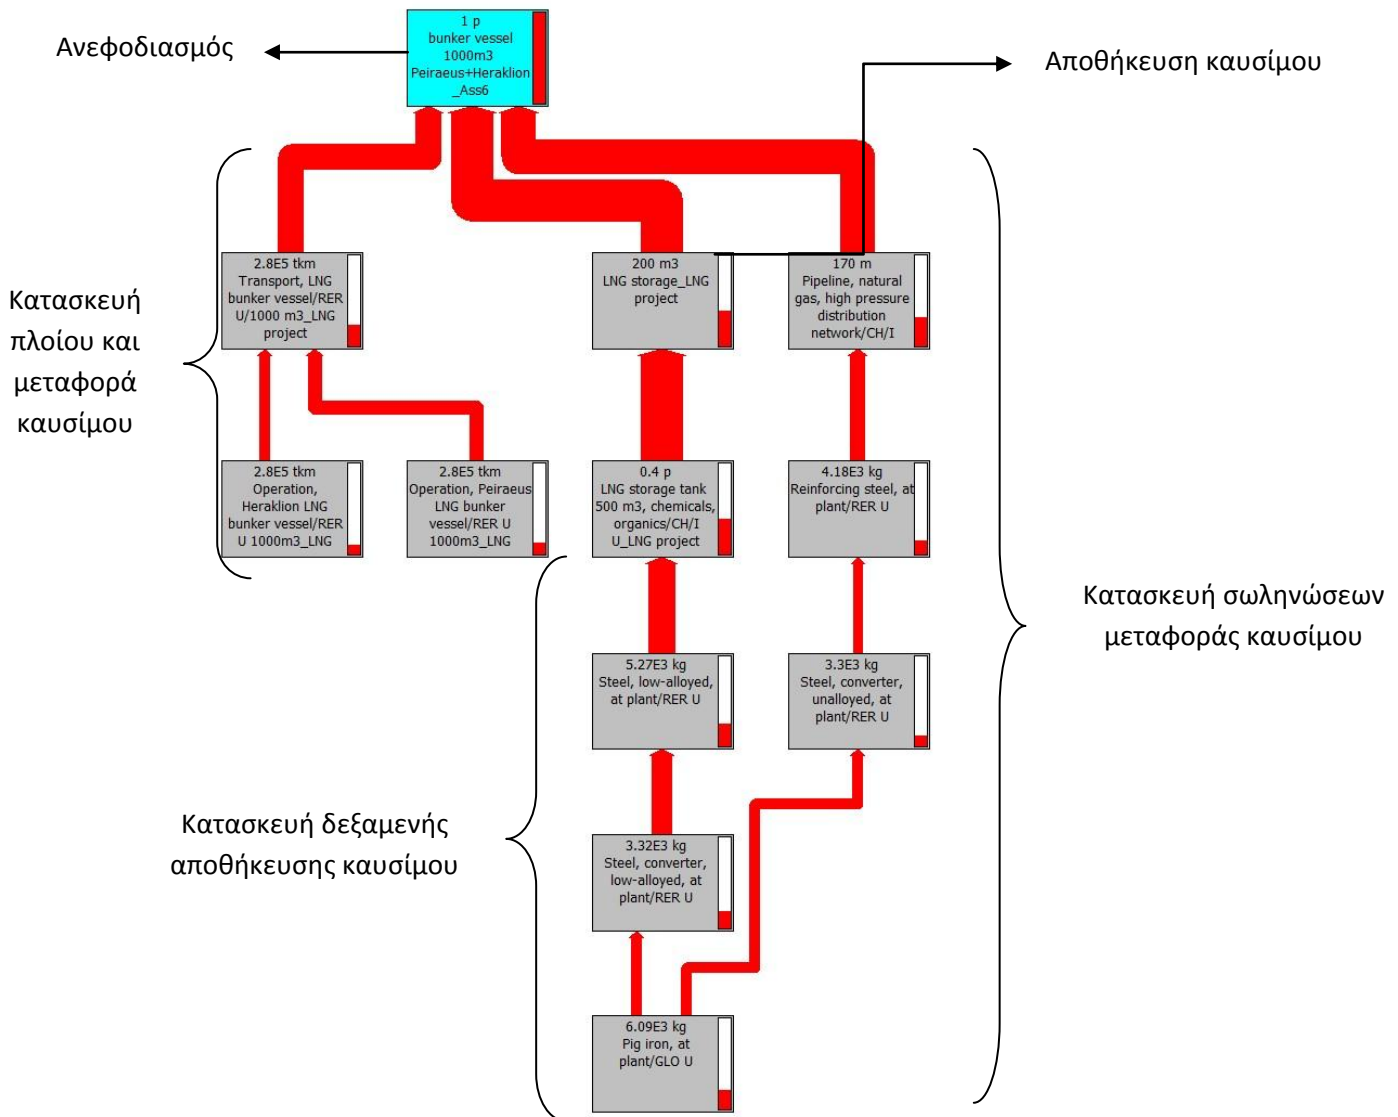 1 p
bunker vessel
1000m3
Peiraeus+Heraklion
_Ass6
Ανεφοδιασμός
Αποθήκευση καυσίμου
2.8E5 tkm
Transport, LNG
bunker vessel/RER
U/1000 m3_LNG
project
200 m3
LNG storage_LNG
project
170 m
Pipeline, natural
gas, high pressure
distribution
network/CH/I
Κατασκευή
πλοίου και
μεταφορά
καυσίμου
2.8E5 tkm
Operation,
Heraklion LNG
bunker vessel/RER
U 1000m3_LNG
2.8E5 tkm
Operation, Peiraeus
LNG bunker
vessel/RER U
1000m3_LNG
0.4 p
LNG storage tank
500 m3, chemicals,
organics/CH/I
U_LNG project
4.18E3 kg
Reinforcing steel, at
plant/RER U
Κατασκευή σωληνώσεων
μεταφοράς καυσίμου
5.27E3 kg
Steel, low-alloyed,
at plant/RER U
3.3E3 kg
Steel, converter,
unalloyed, at
plant/RER U
Κατασκευή δεξαμενής
αποθήκευσης καυσίμου
3.32E3 kg
Steel, converter,
low-alloyed, at
plant/RER U
6.09E3 kg
Pig iron, at
plant/GLO U